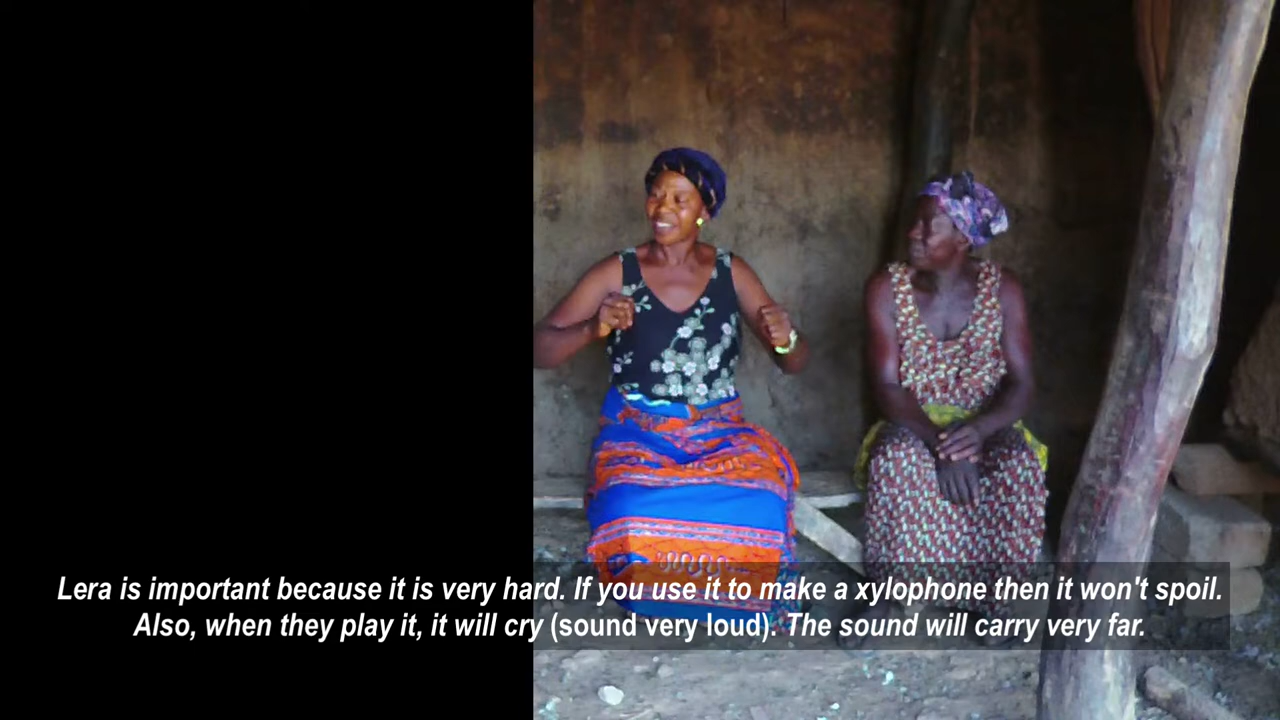 Lera is important because it is very hard. If you use it to make a xylophone then it won't spoil.
Also, when they play it, it will cry (sound very loud). The sound will carry very far.